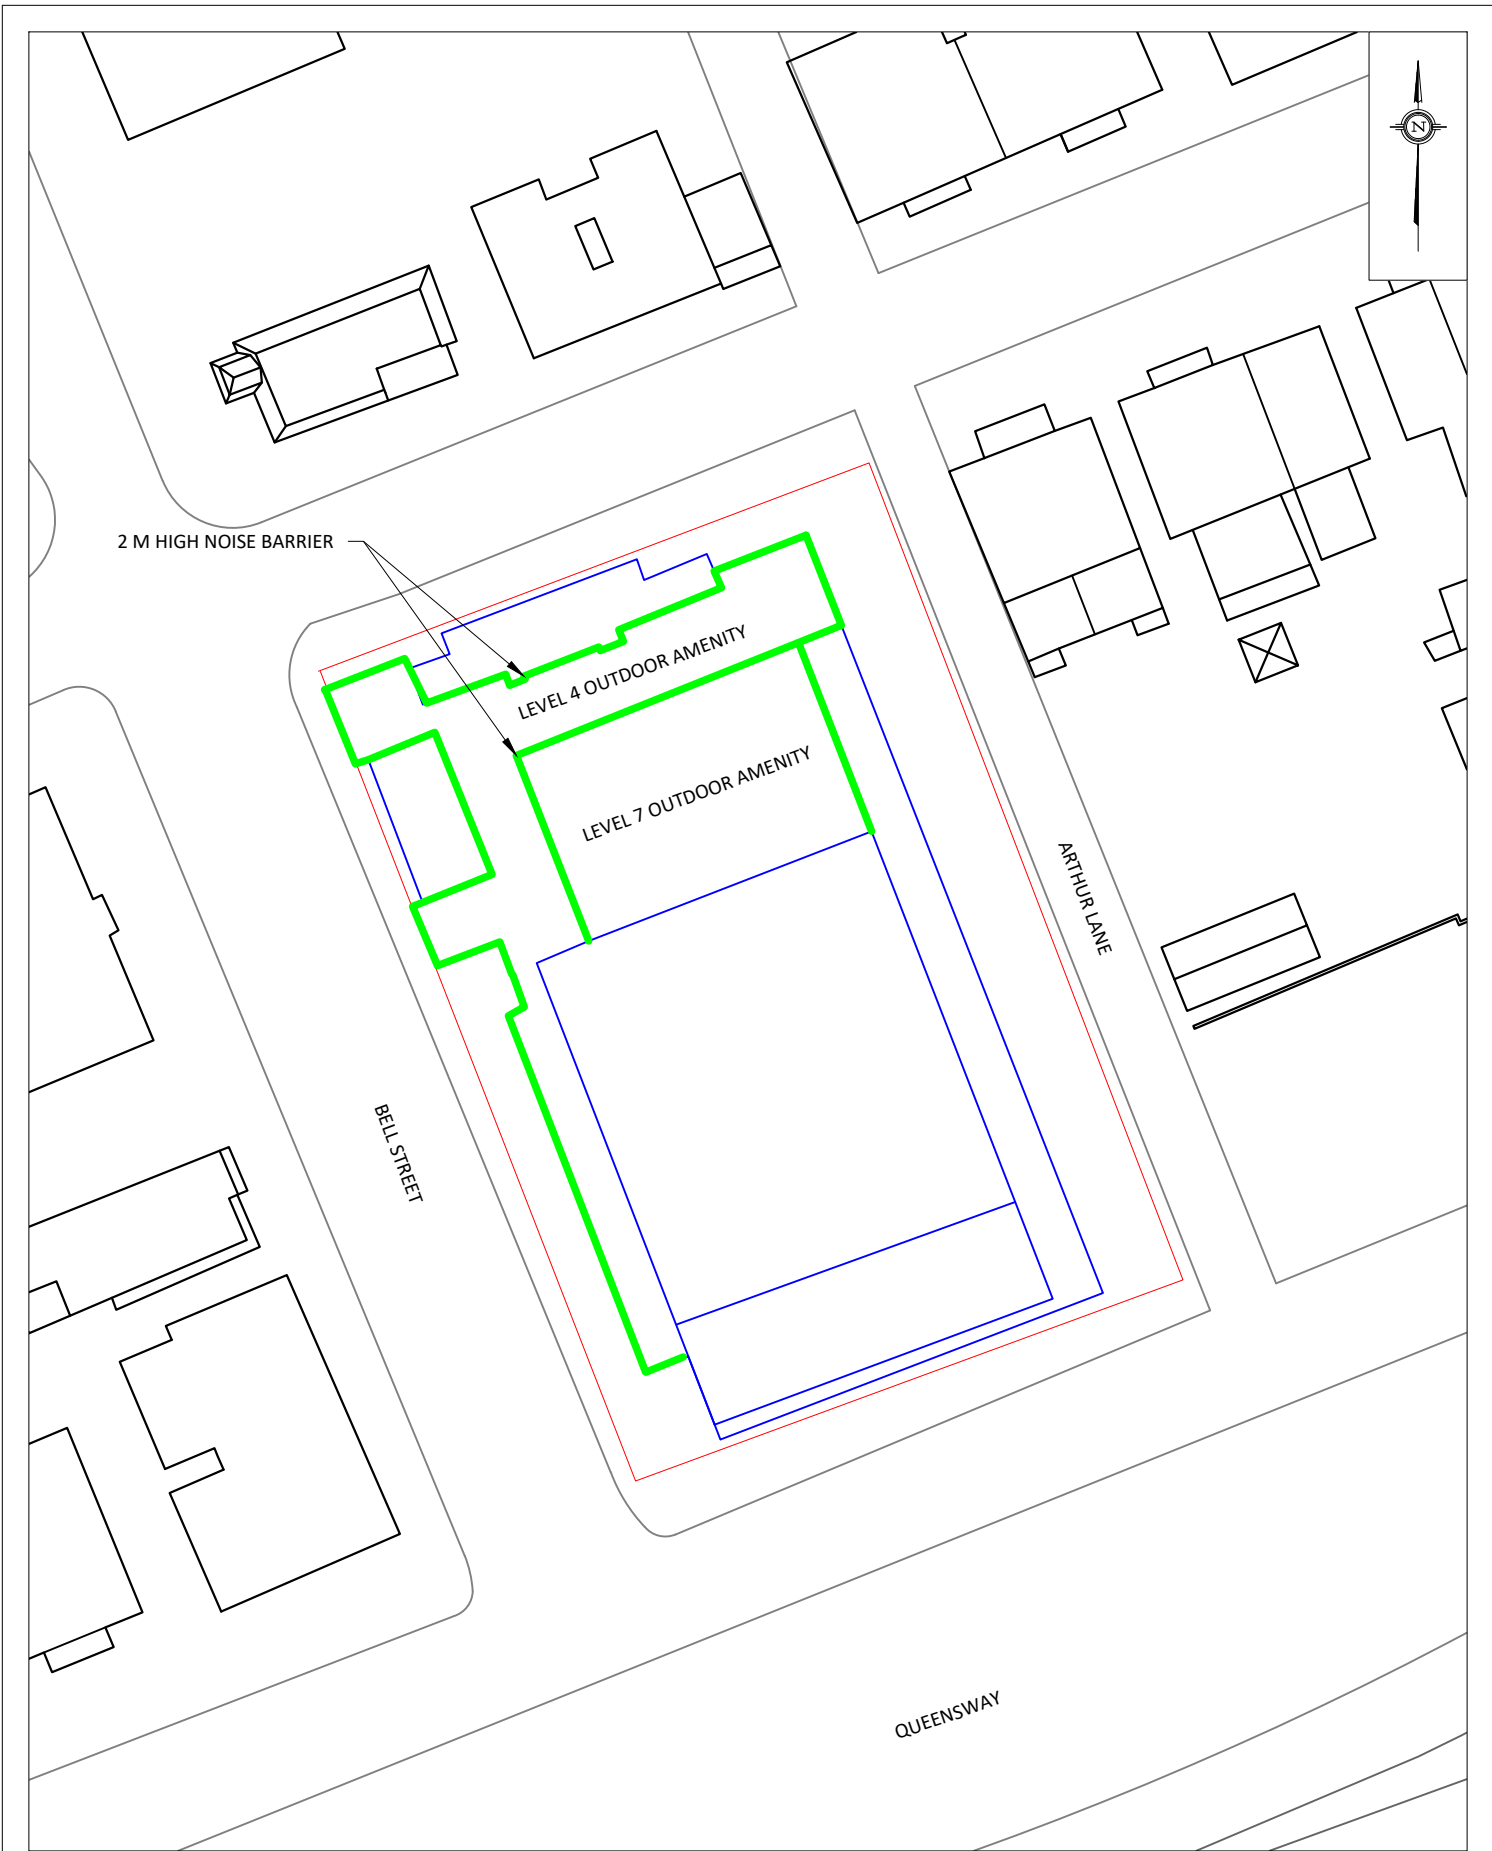 N
2 M HIGH NOISE BARRIER
LEVEL 4 OUTDOOR AMENITY
LEVEL 7 OUTDOOR AMENITY
ARTHUR LANE
BELL STREET
QUEENSWAY